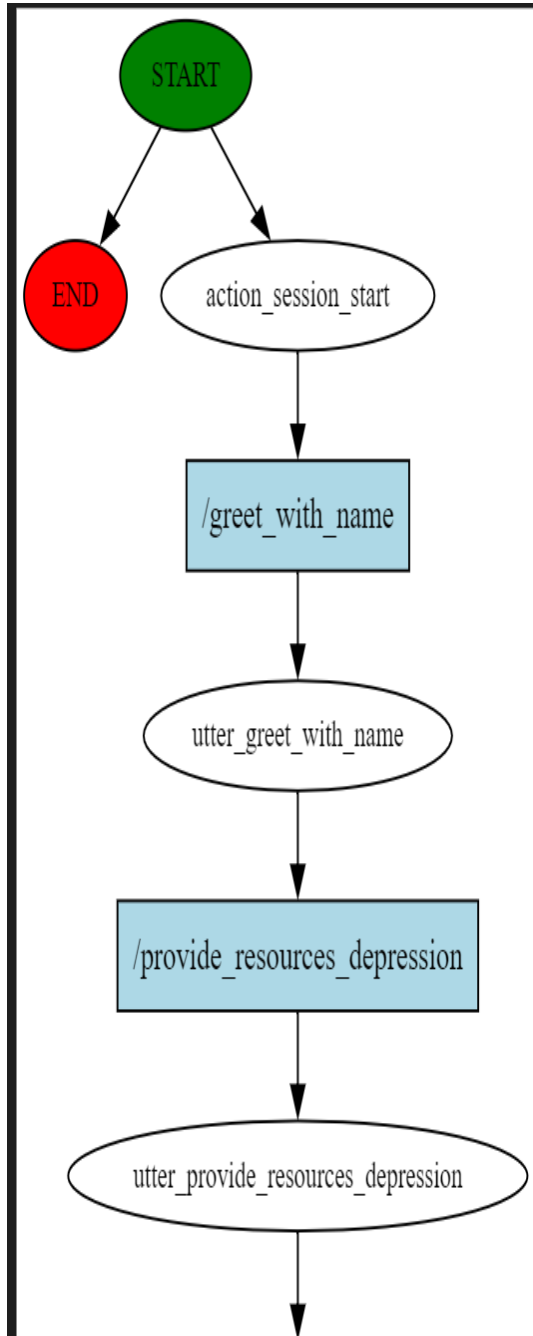 START
END
action_session_start
/greet_with_name
utter_greet_with_name
/provide_resources_depression
utter_provide_resources_depression